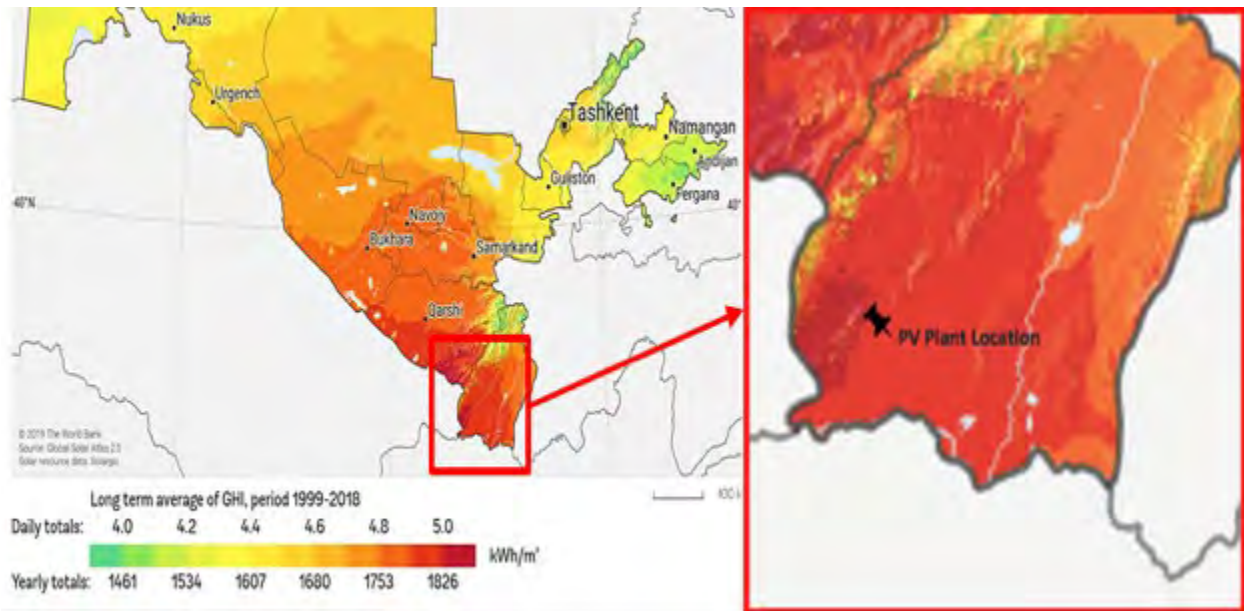 Nukus
Urgench
Tashkent
Namangan
Andijan
Guliston
Fergana
40°N
40°
Navoiy
Bukhara
Samarkand
Qarshi
PV Plant Location
© 2019 The World Bank
Source: Global Solar Atlas 2.0
Solar resource data: Solargis
Long term average of GHI, period 1999-2018
Daily totals: 4.0 4.2 4.4 4.6 4.8 5.0
kWh/m²
Yearly totals: 1461 1534 1607 1680 1753 1826